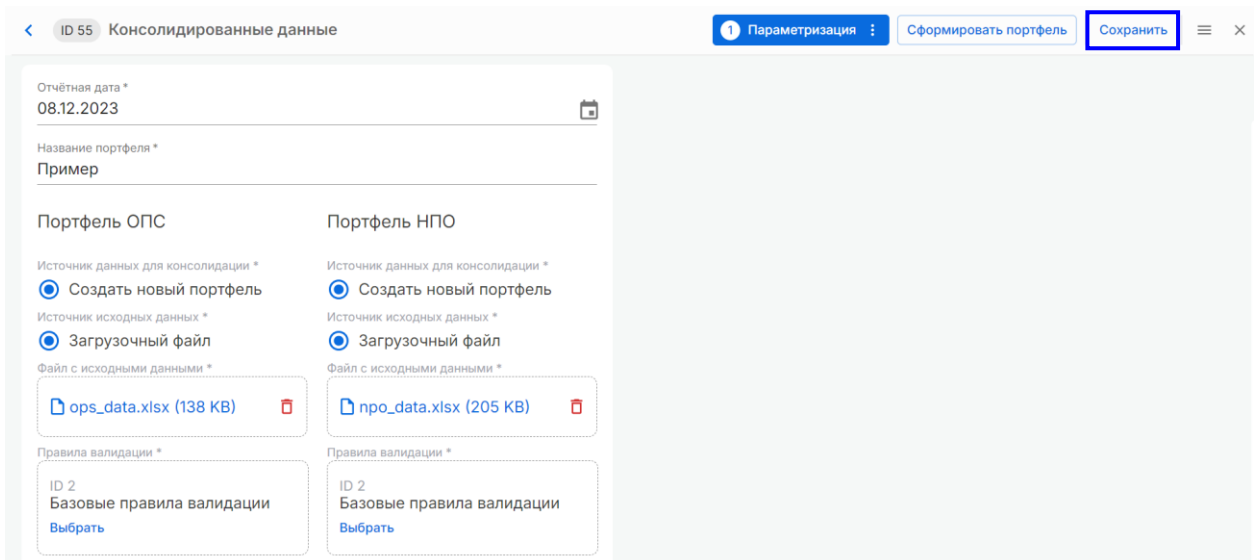 ID 55 Консолидированные данные 1 Параметризация Сформировать портфель Сохранить
Отчётная дата *
08.12.2023
Название портфеля *
Пример
Портфель ОПС Портфель НПО
Источник данных для консолидации * Источник данных для консолидации *
Создать новый портфель Создать новый портфель
Источник исходных данных * Источник исходных данных *
Загрузочный файл Загрузочный файл
Файл с исходными данными * Файл с исходными данными *
ops_data.xlsx (138 KB) npo_data.xlsx (205 KB)
Правила валидации * Правила валидации *
ID 2 ID 2
Базовые правила валидации Базовые правила валидации
Выбрать Выбрать